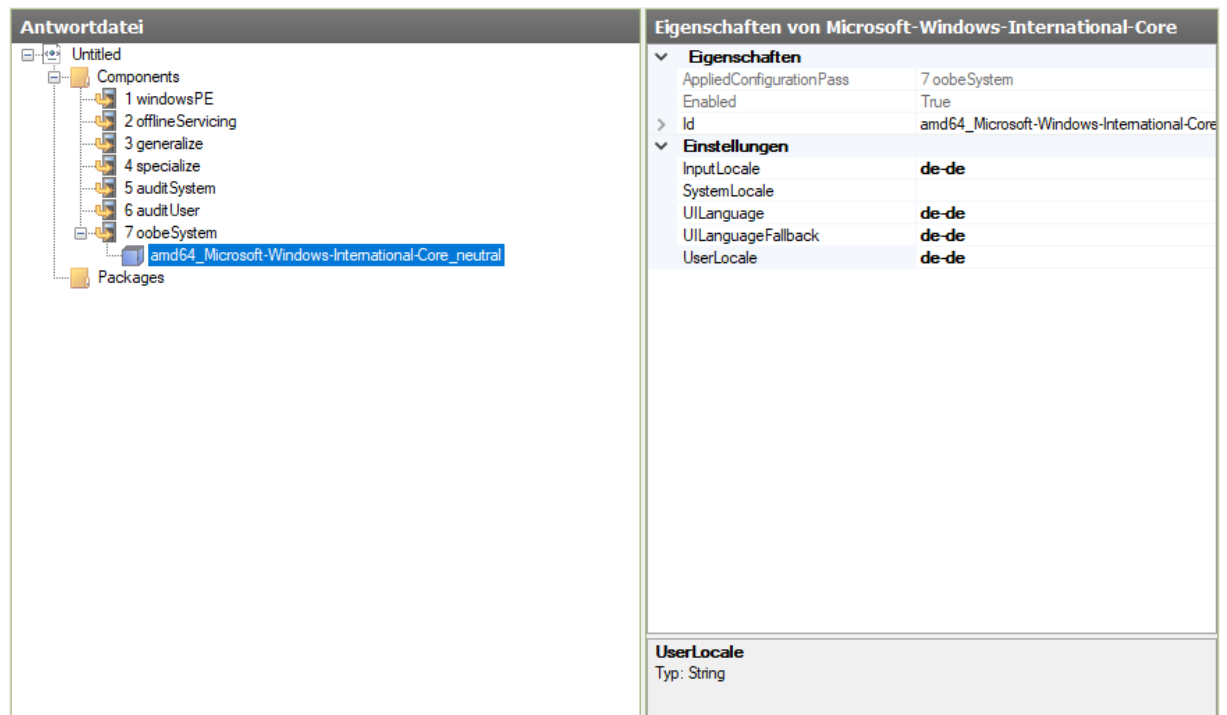 Antwortdatei
Untitled
Components
1 windowsPE
2 offlineServicing
3 generalize
4 specialize
5 auditSystem
6 auditUser
7 oobeSystem
amd64_Microsoft-Windows-International-Core_neutral
Packages
Eigenschaften von Microsoft-Windows-International-Core
Eigenschaften
AppliedConfigurationPass 7 oobeSystem
Enabled True
Id amd64_Microsoft-Windows-International-Core
Einstellungen
InputLocale de-de
SystemLocale
UILanguage de-de
UILanguageFallback de-de
UserLocale de-de
UserLocale
Typ: String